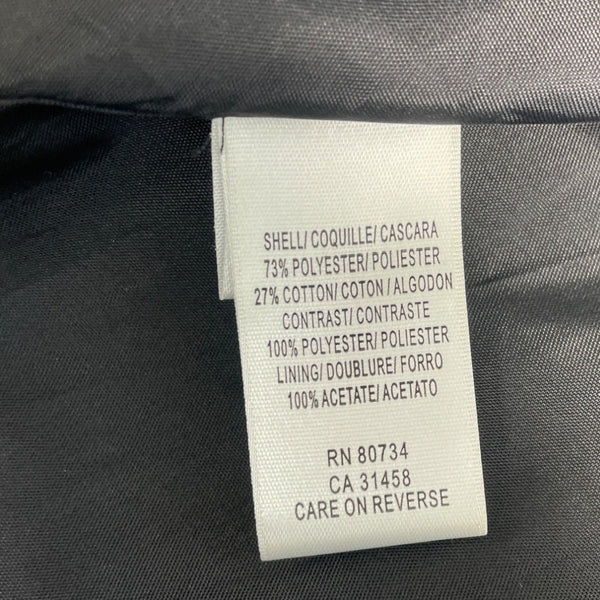 SHELL/ COQUILLE/ CASCARA
73% POLYESTER/ POLIESTER
27% COTTON/ COTON / ALGODON
CONTRAST/ CONTRASTE
100% POLYESTER/ POLIESTER
LINING/ DOUBLURE/ FORRO
100% ACETATE/ ACETATO
RN 80734
CA 31458
CARE ON REVERSE